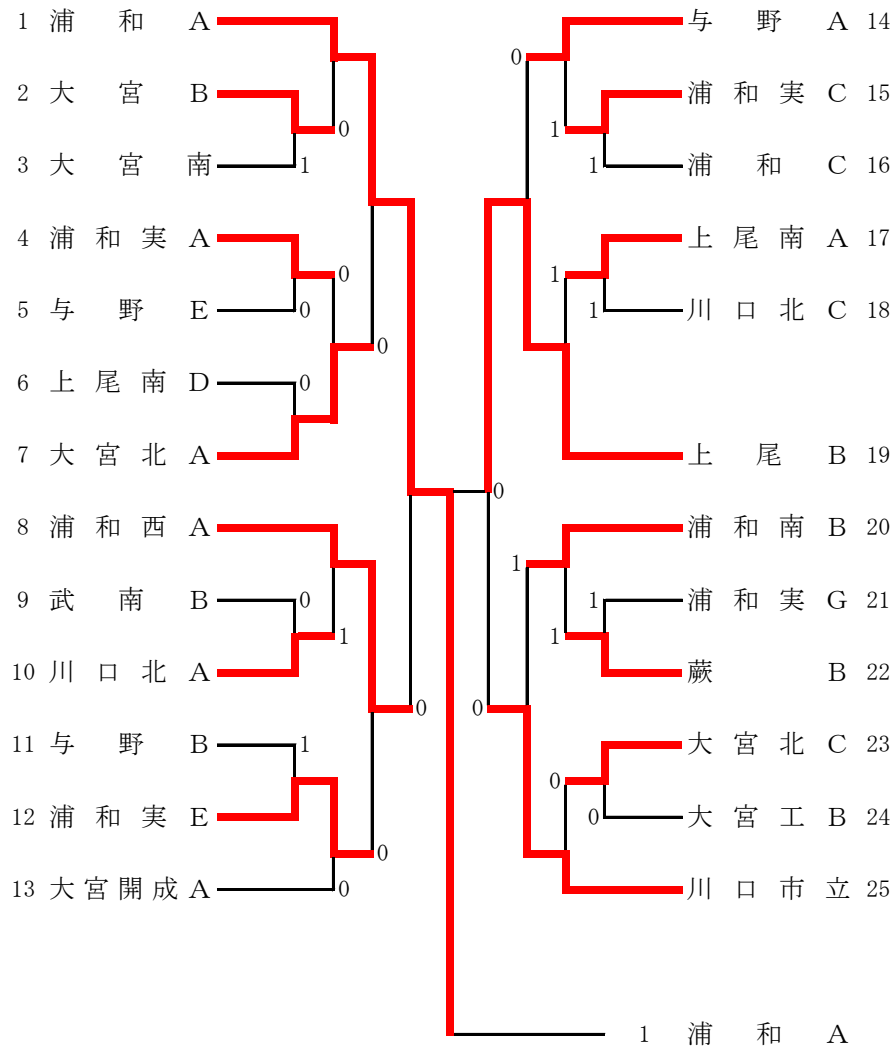 1 浦和 A
与野 A 14
0
2 大宮 B
浦和実 C 15
0
1
3 大宮南
1
1
浦和 C 16
4 浦和実 A
上尾南 A 17
0
1
5 与野 E
0
1
川口北 C 18
0
6 上尾南 D
0
7 大宮北 A
上尾 B 19
0
8 浦和西 A
浦和南 B 20
1
9 武南 B
0
1
浦和実 G 21
1
1
10 川口北 A
蕨 B 22
0
0
11 与野 B
1
大宮北 C 23
0
12 浦和実 E
0
大宮工 B 24
0
13 大宮開成 A
0
川口市立 25
1 浦和 A